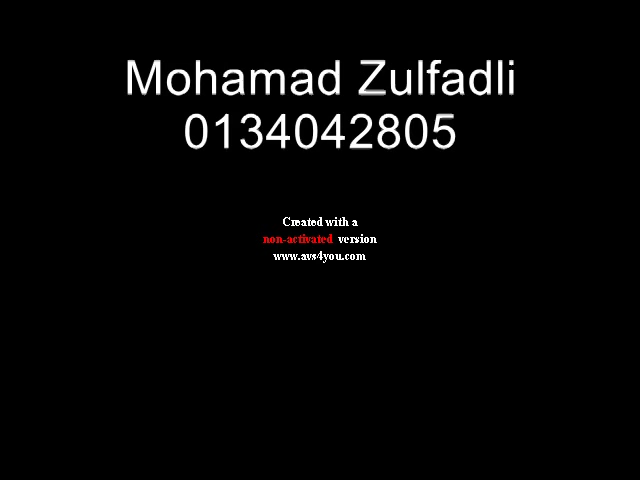 Mohamad Zulfadli
0134042805
Created with a
non-activated version
www.avs4you.com